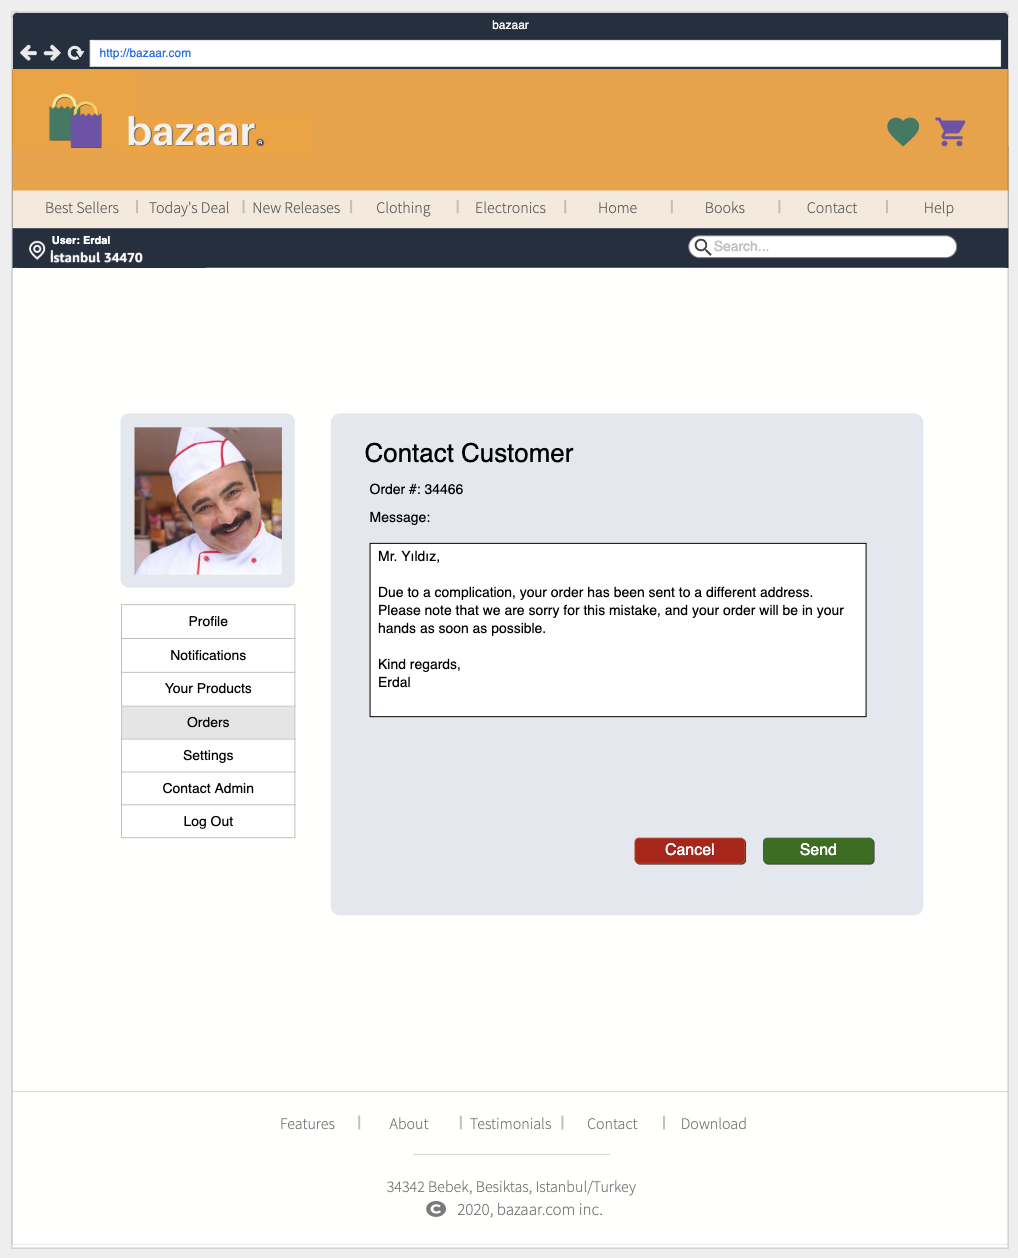 bazaar
http://bazaar.com
bazaar.
Best Sellers | Today's Deal | New Releases | Clothing | Electronics | Home | Books | Contact | Help
User: Erdal
İstanbul 34470
Search...
Contact Customer
Order #: 34466
Message:
Mr. Yıldız,
Due to a complication, your order has been sent to a different address.
Please note that we are sorry for this mistake, and your order will be in your
hands as soon as possible.
Kind regards,
Erdal
Profile
Notifications
Your Products
Orders
Settings
Contact Admin
Log Out
Cancel
Send
Features | About | Testimonials | Contact | Download
34342 Bebek, Besiktas, Istanbul/Turkey
© 2020, bazaar.com inc.